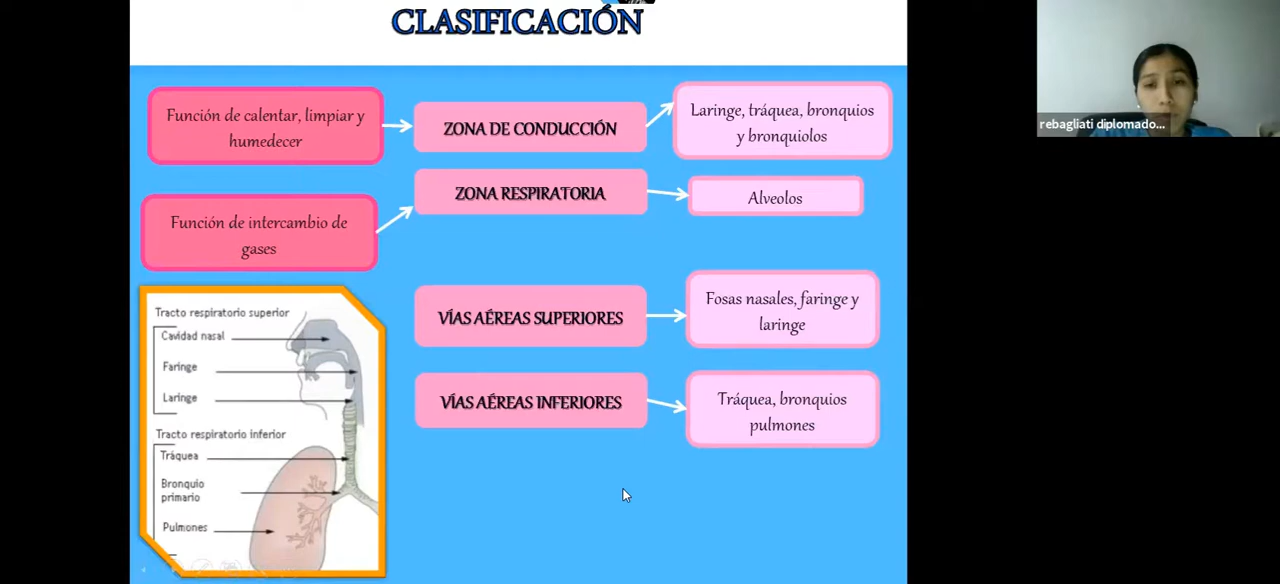 CLASIFICACIÓN
Función de calentar, limpiar y
humedecer
ZONA DE CONDUCCIÓN
Laringe, tráquea, bronquios
y bronquiolos
ZONA RESPIRATORIA
Alveolos
Función de intercambio de
gases
VÍAS AÉREAS SUPERIORES
Fosas nasales, faringe y
laringe
VÍAS AÉREAS INFERIORES
Tráquea, bronquios
pulmones
Tracto respiratorio superior
Cavidad nasal
Faringe
Laringe
Tracto respiratorio inferior
Tráquea
Bronquio
primario
Pulmones
rebagliati diplomado...